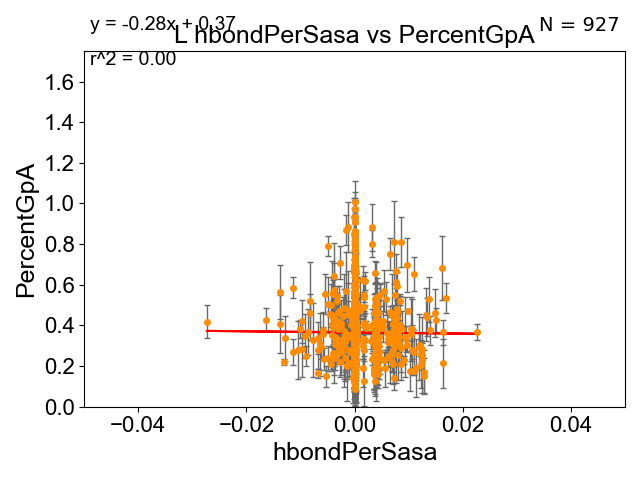 y = -0.28x + 0.37
N = 927
L hbondPerSasa vs PercentGpA
r^2 = 0.00
1.6
1.4
1.2
1.0
0.8
0.6
0.4
0.2
0.0
PercentGpA
−0.04
−0.02
0.00
0.02
0.04
hbondPerSasa